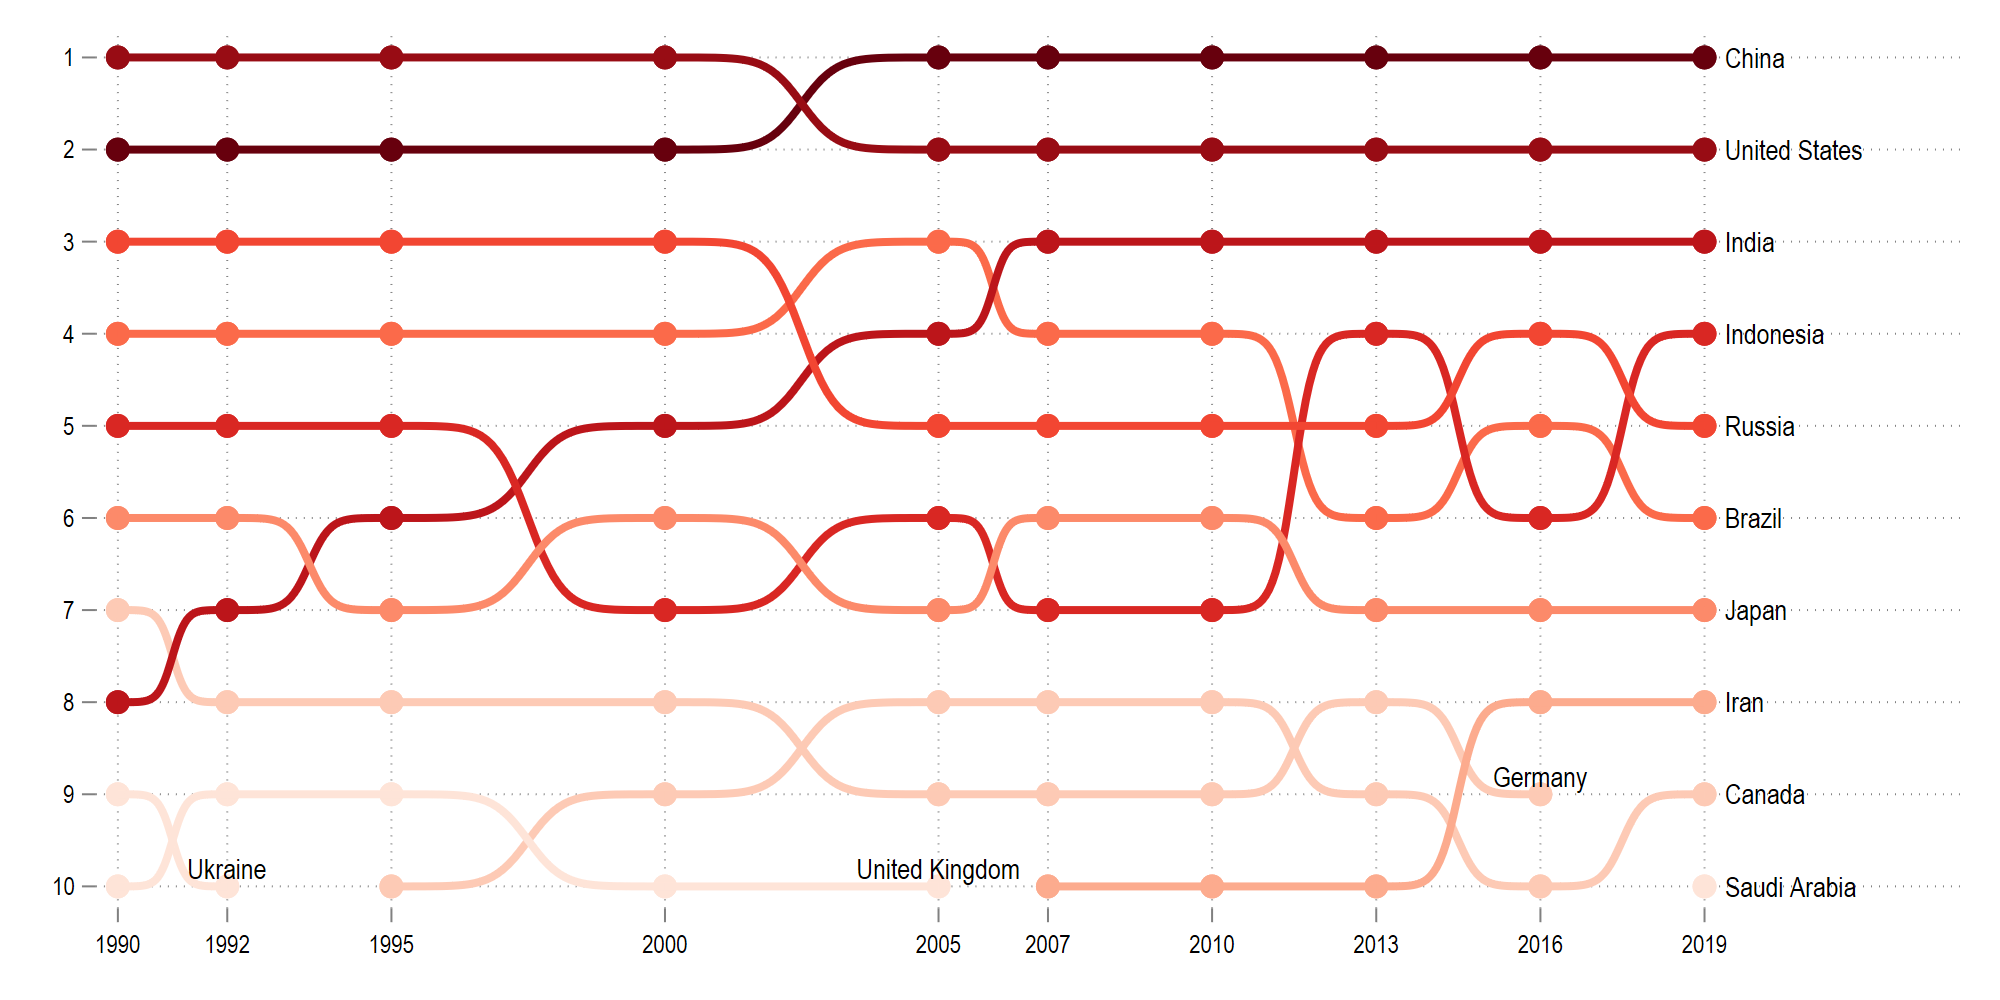 1 China
2 United States
3 India
4 Indonesia
5 Russia
6 Brazil
7 Japan
8 Iran
Germany
9 Canada
Ukraine United Kingdom
10 Saudi Arabia
1990 1992 1995 2000 2005 2007 2010 2013 2016 2019